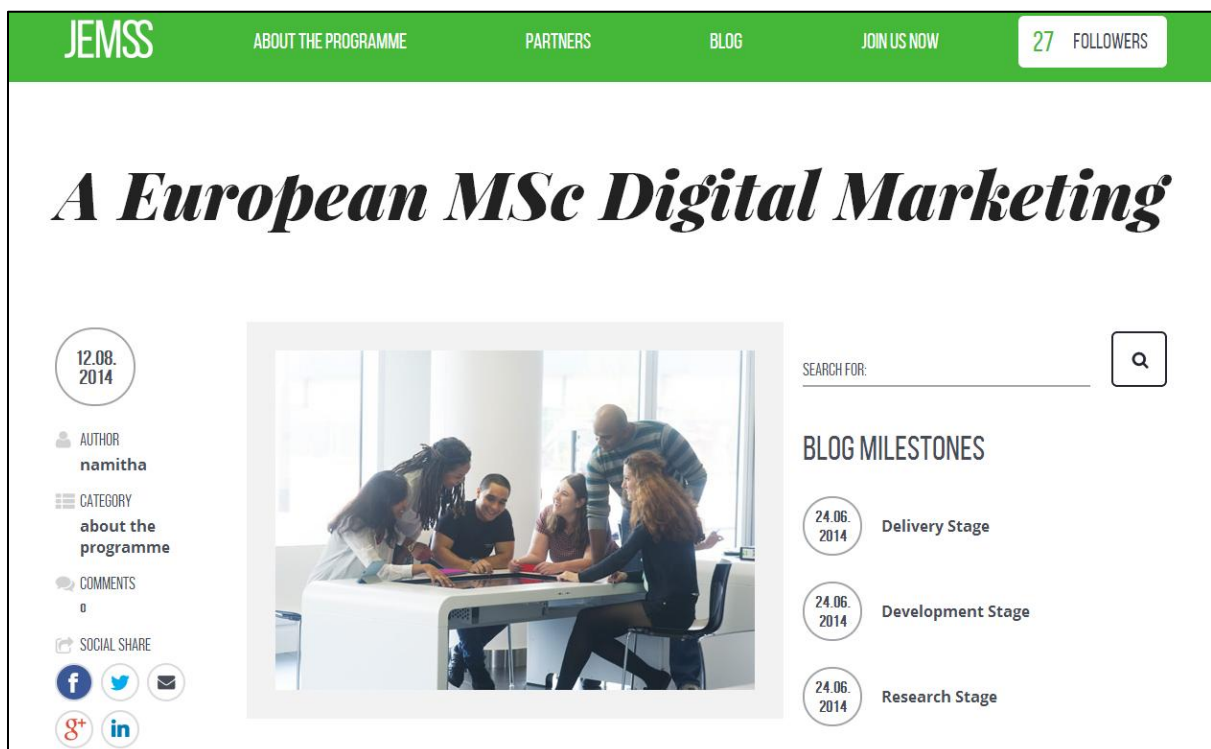 JEMSS
ABOUT THE PROGRAMME
PARTNERS
BLOG
JOIN US NOW
27 FOLLOWERS
A European MSc Digital Marketing
12.08.
2014
AUTHOR
namitha
CATEGORY
about the
programme
COMMENTS
0
SOCIAL SHARE
f
g+
in
SEARCH FOR:
BLOG MILESTONES
24.06.
2014
Delivery Stage
24.06.
2014
Development Stage
24.06.
2014
Research Stage